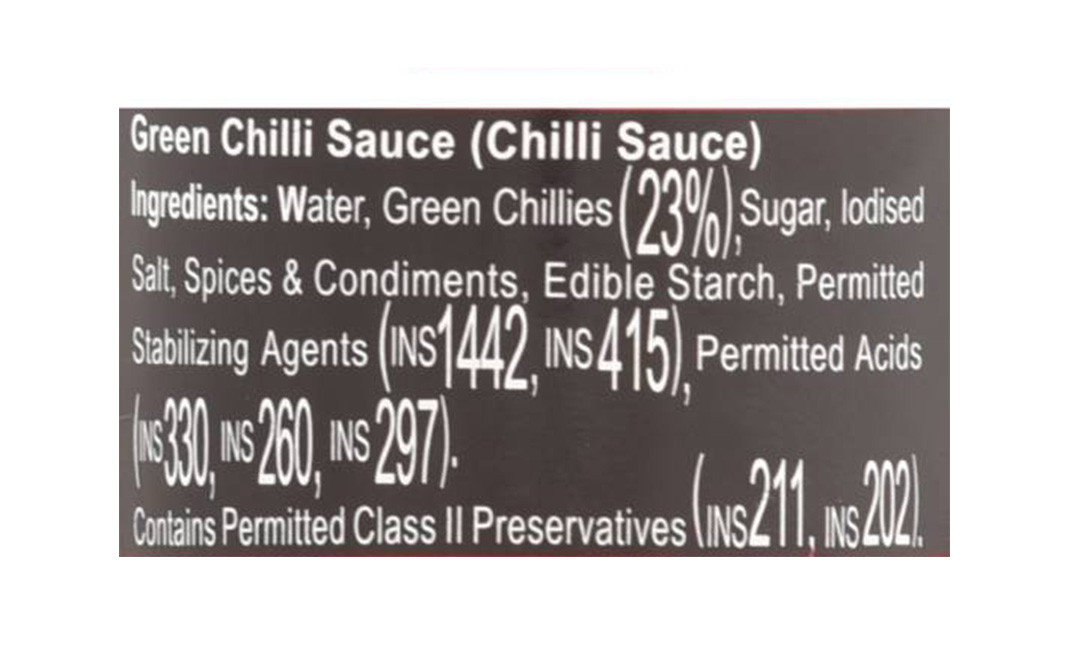 Green Chilli Sauce (Chilli Sauce)
Ingredients: Water, Green Chillies (23%), Sugar, Iodised
Salt, Spices & Condiments, Edible Starch, Permitted
Stabilizing Agents (INS1442, INS415), Permitted Acids
(INS330, INS260, INS297).
Contains Permitted Class II Preservatives (INS211, INS202).